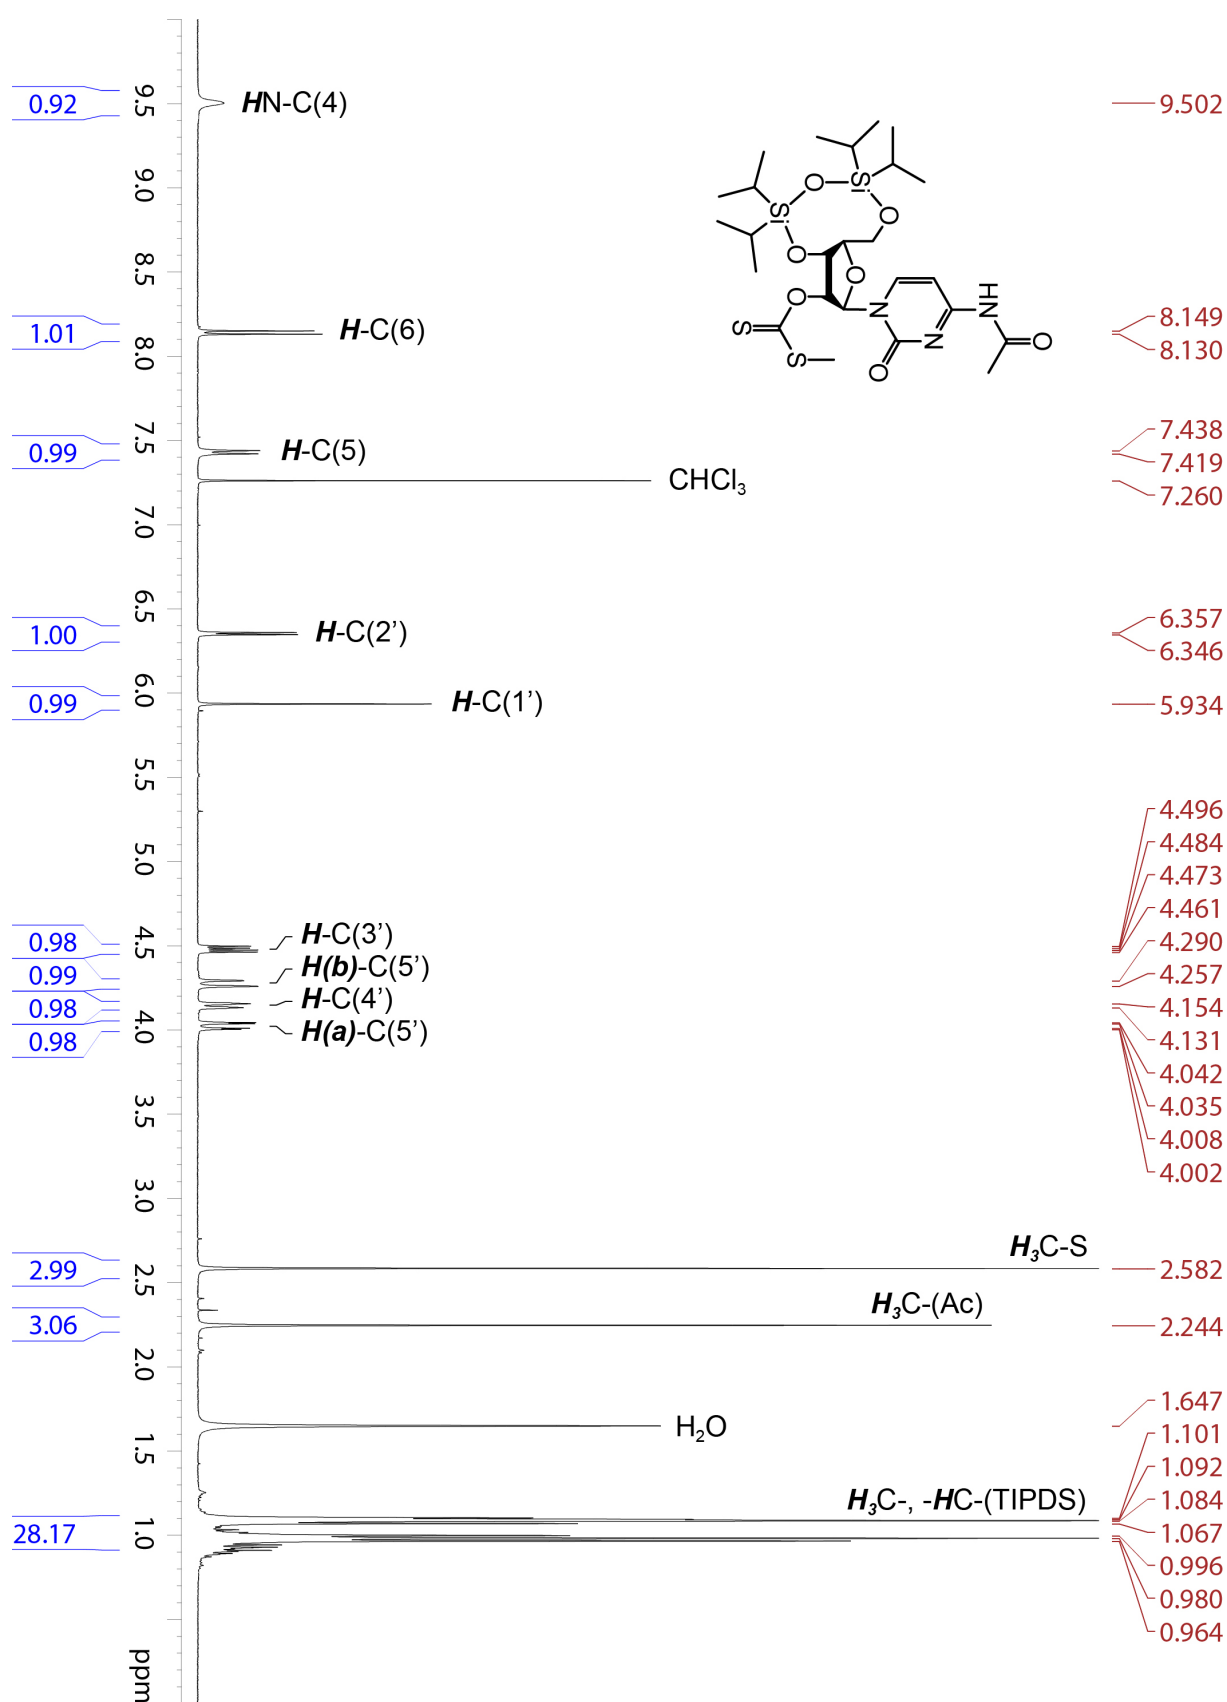 0.92
9.5
HN-C(4)
9.502
9.0
8.5
1.01
8.0
H-C(6)
8.149
8.130
0.99
7.5
H-C(5)
7.438
7.419
CHCl3
7.260
7.0
6.5
1.00
H-C(2’)
6.357
6.346
0.99
6.0
H-C(1’)
5.934
5.5
5.0
4.5
0.98
H-C(3’)
0.99
H(b)-C(5’)
0.98
H-C(4’)
0.98
4.0
H(a)-C(5’)
4.496
4.484
4.473
4.461
4.290
4.257
4.154
4.131
4.042
4.035
4.008
4.002
3.5
3.0
H3C-S
2.99
2.5
2.582
H3C-(Ac)
3.06
2.244
2.0
H2O
1.5
H3C-, -HC-(TIPDS)
28.17
1.0
1.647
1.101
1.092
1.084
1.067
0.996
0.980
0.964
ppm
O
Si
Si
O
O
O
O
S
S
N
N
O
HN
O